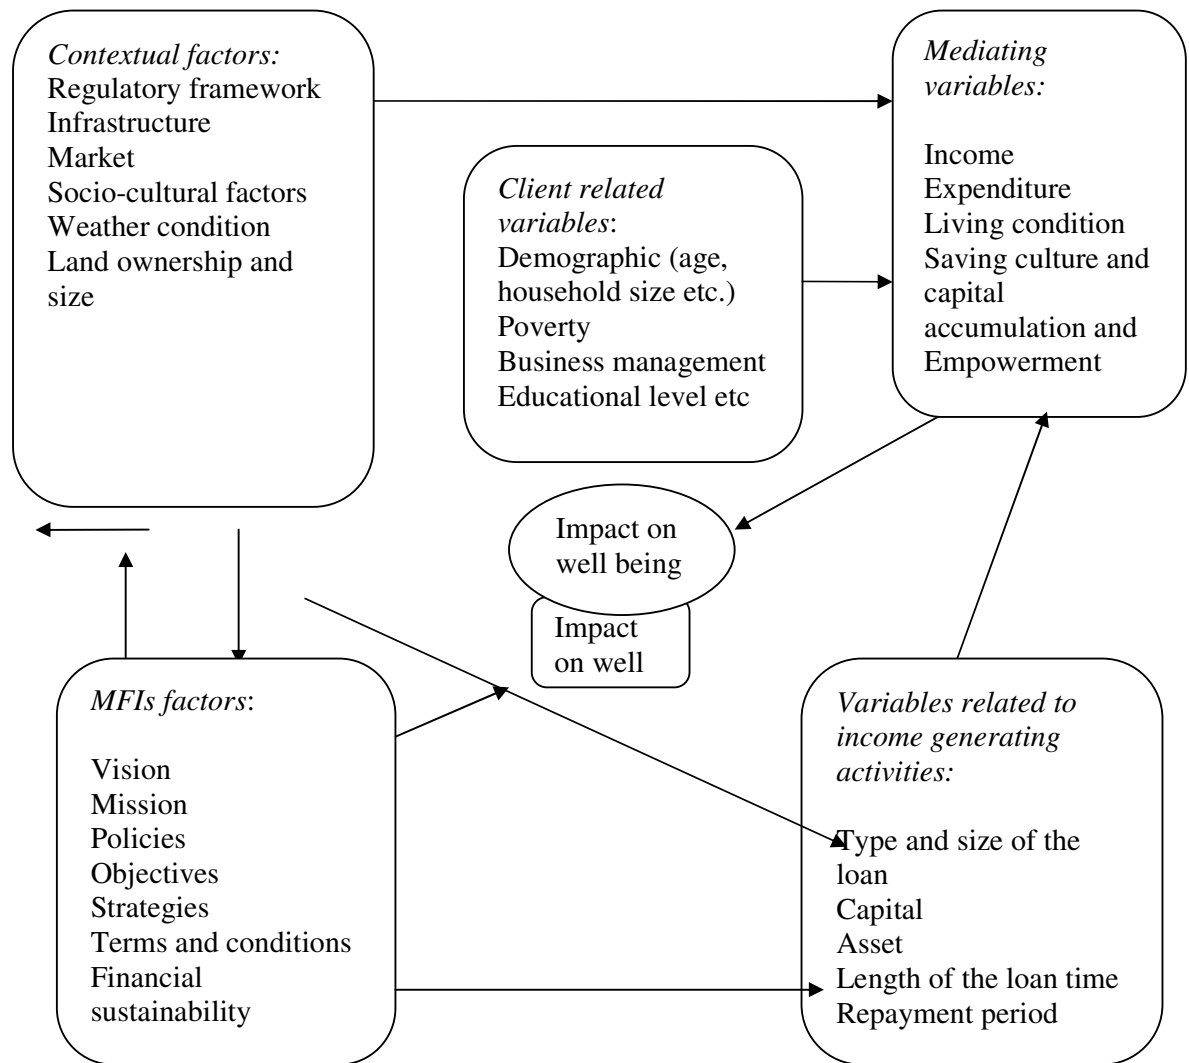 Contextual factors:
Regulatory framework
Infrastructure
Market
Socio-cultural factors
Weather condition
Land ownership and
size
Client related
variables:
Demographic (age,
household size etc.)
Poverty
Business management
Educational level etc
Mediating
variables:
Income
Expenditure
Living condition
Saving culture and
capital
accumulation and
Empowerment
Impact on
well being
Impact
on well
MFIs factors:
Vision
Mission
Policies
Objectives
Strategies
Terms and conditions
Financial
sustainability
Variables related to
income generating
activities:
Type and size of the
loan
Capital
Asset
Length of the loan time
Repayment period